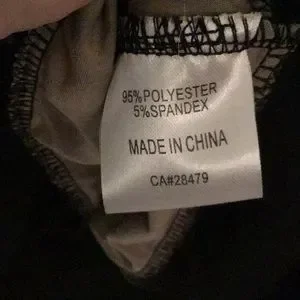 95%POLYESTER
5%SPANDEX
MADE IN CHINA
CA#28479